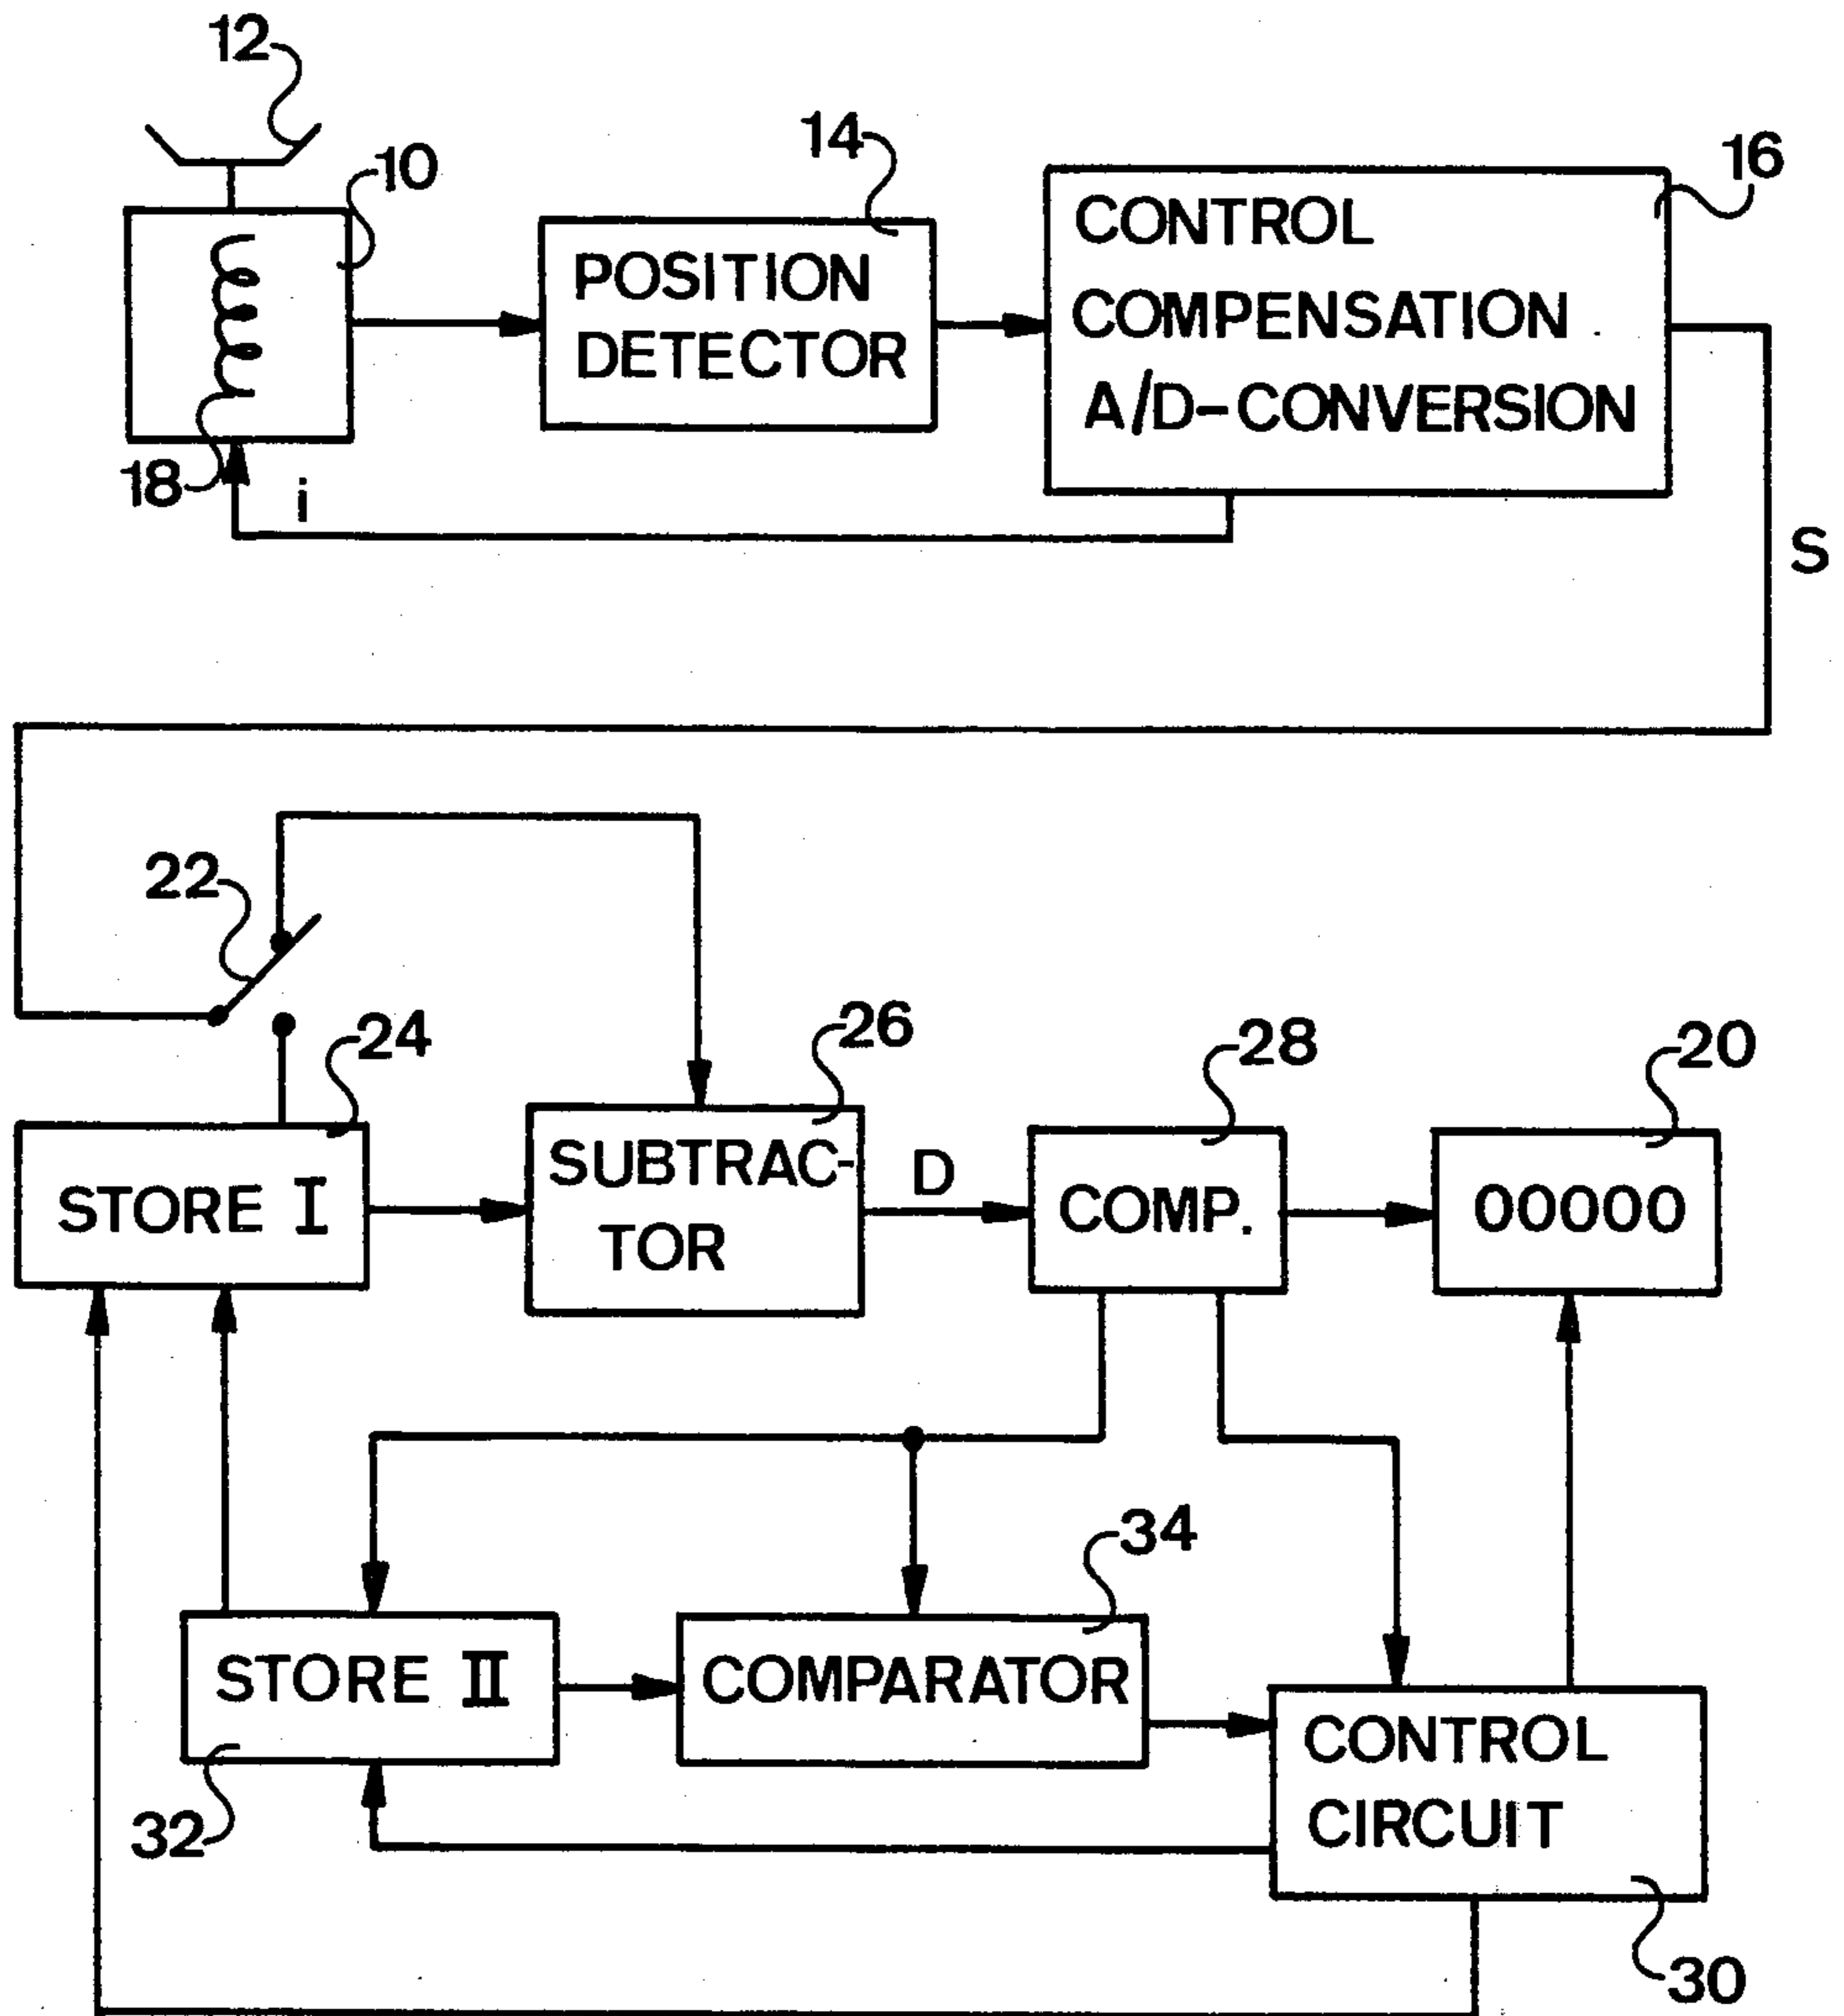 12
10
14
16
POSITION
DETECTOR
CONTROL
COMPENSATION
A/D-CONVERSION
18
i
S
22
24
26
28
20
STORE I
SUBTRAC-
TOR
D
COMP.
00000
34
STORE II
COMPARATOR
CONTROL
CIRCUIT
32
30